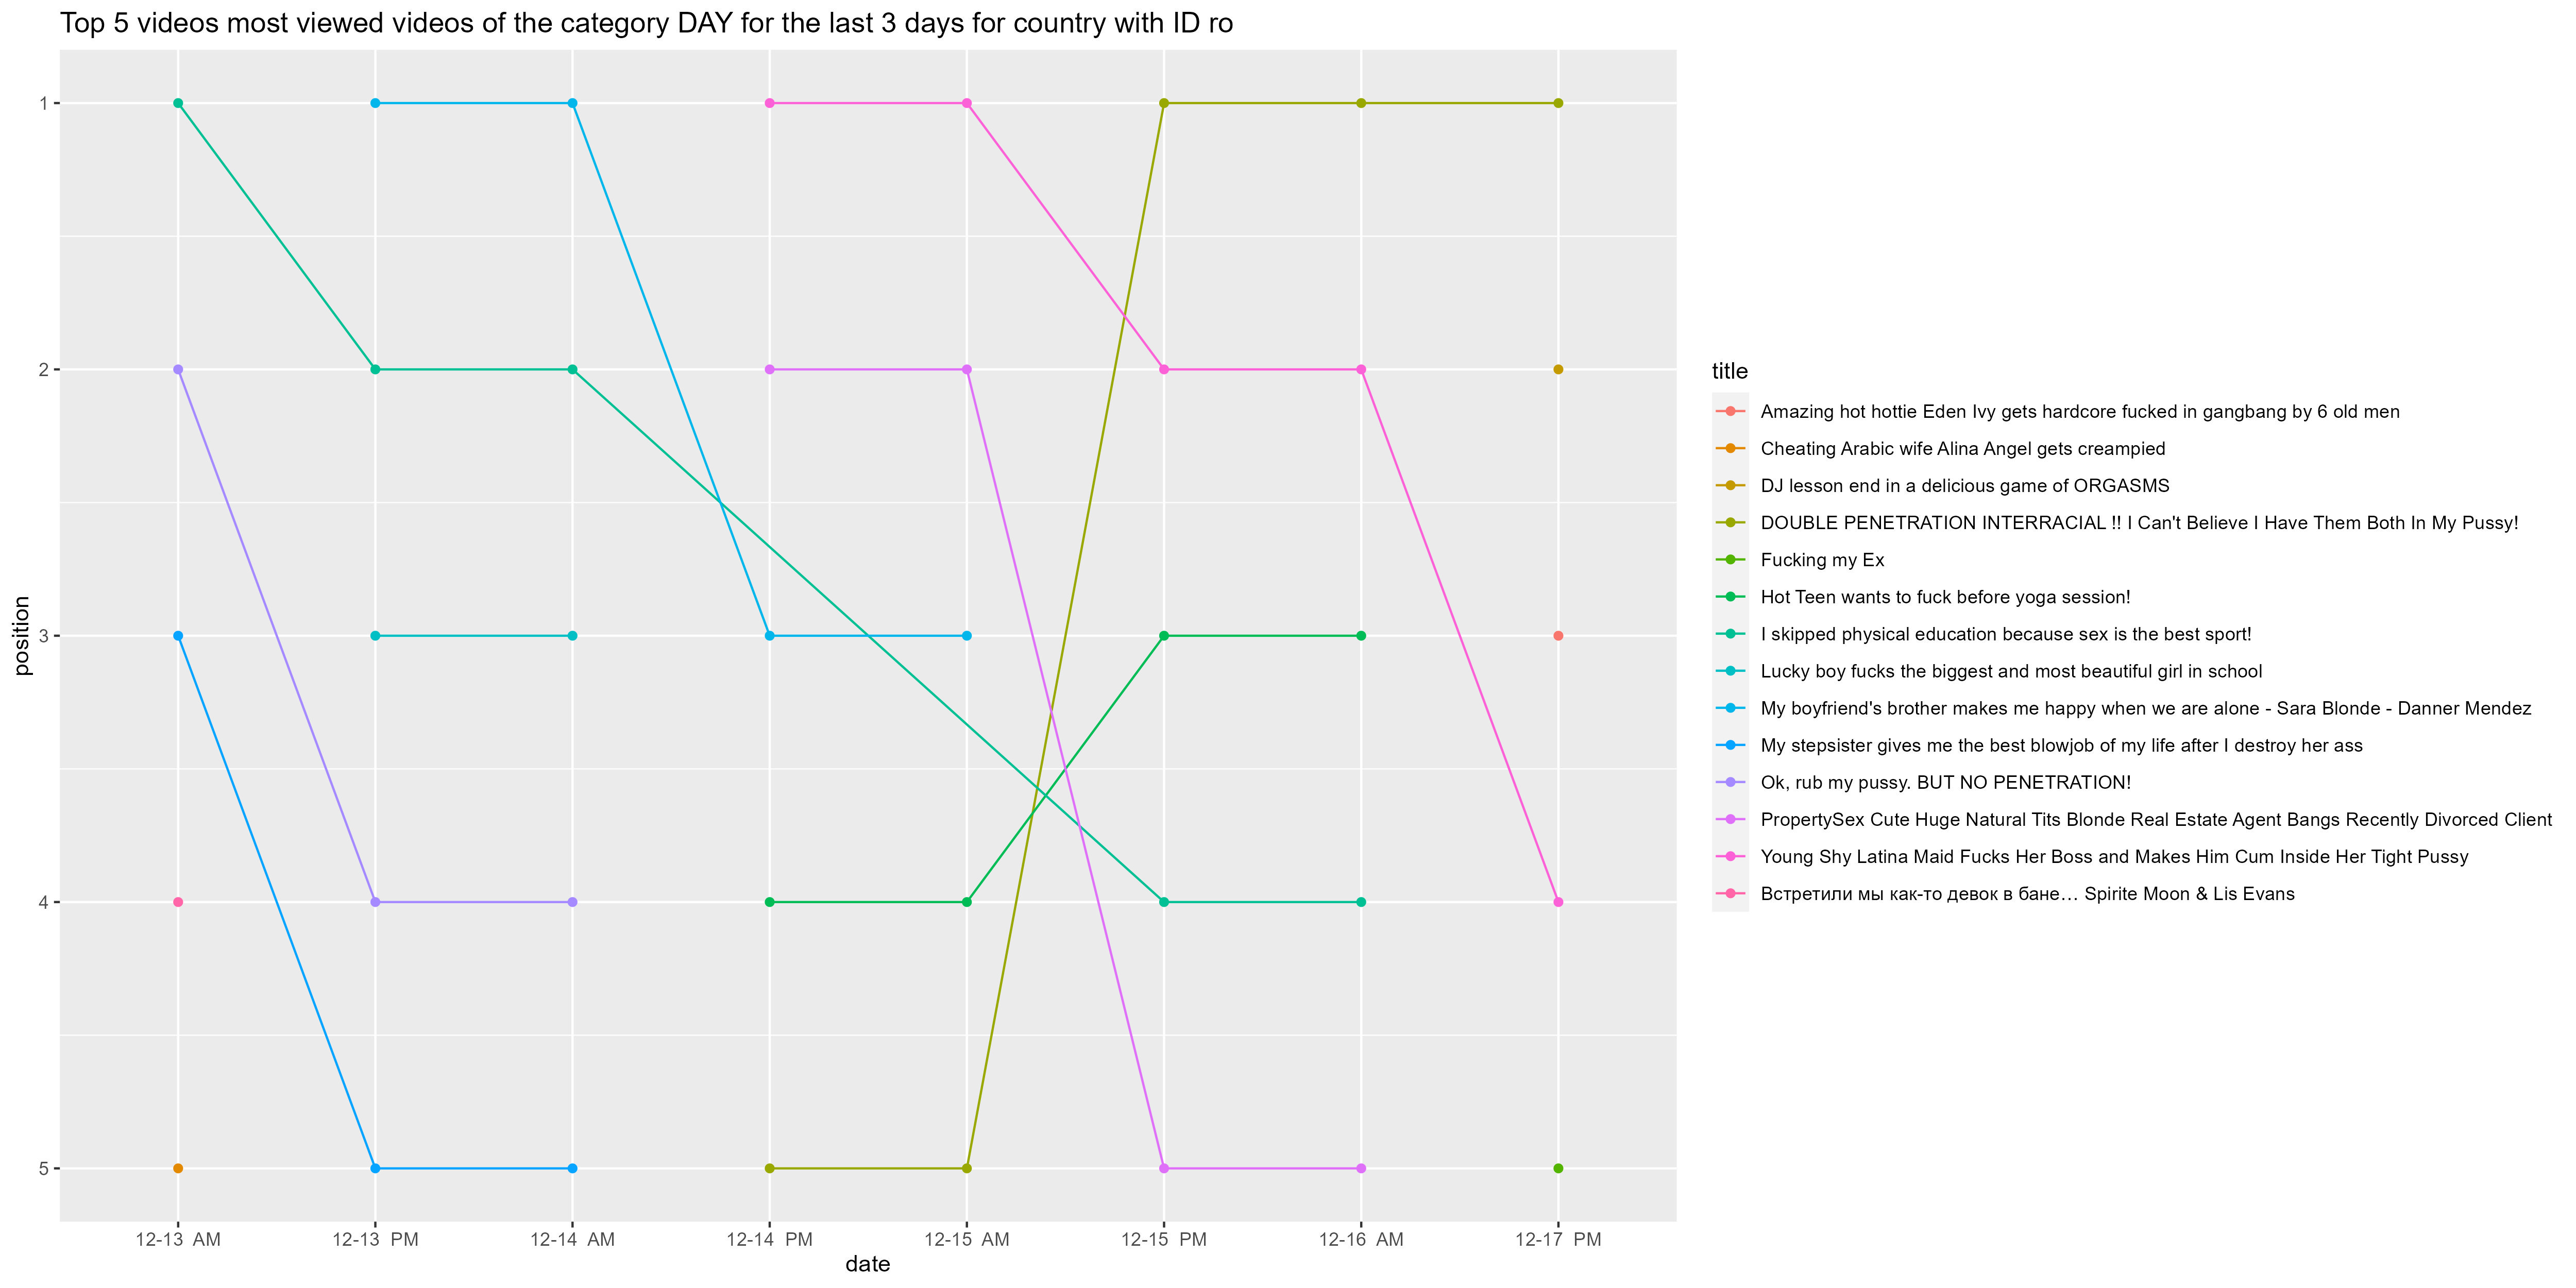 Top 5 videos most viewed videos of the category DAY for the last 3 days for country with ID ro
position
1
2
3
4
5
12-13 AM
12-13 PM
12-14 AM
12-14 PM
12-15 AM
12-15 PM
12-16 AM
12-17 PM
date
title
Amazing hot hottie Eden Ivy gets hardcore fucked in gangbang by 6 old men
Cheating Arabic wife Alina Angel gets creampied
DJ lesson end in a delicious game of ORGASMS
DOUBLE PENETRATION INTERRACIAL !! I Can't Believe I Have Them Both In My Pussy!
Fucking my Ex
Hot Teen wants to fuck before yoga session!
I skipped physical education because sex is the best sport!
Lucky boy fucks the biggest and most beautiful girl in school
My boyfriend's brother makes me happy when we are alone - Sara Blonde - Danner Mendez
My stepsister gives me the best blowjob of my life after I destroy her ass
Ok, rub my pussy. BUT NO PENETRATION!
PropertySex Cute Huge Natural Tits Blonde Real Estate Agent Bangs Recently Divorced Client
Young Shy Latina Maid Fucks Her Boss and Makes Him Cum Inside Her Tight Pussy
Встретили мы как-то девок в бане… Spirite Moon & Lis Evans